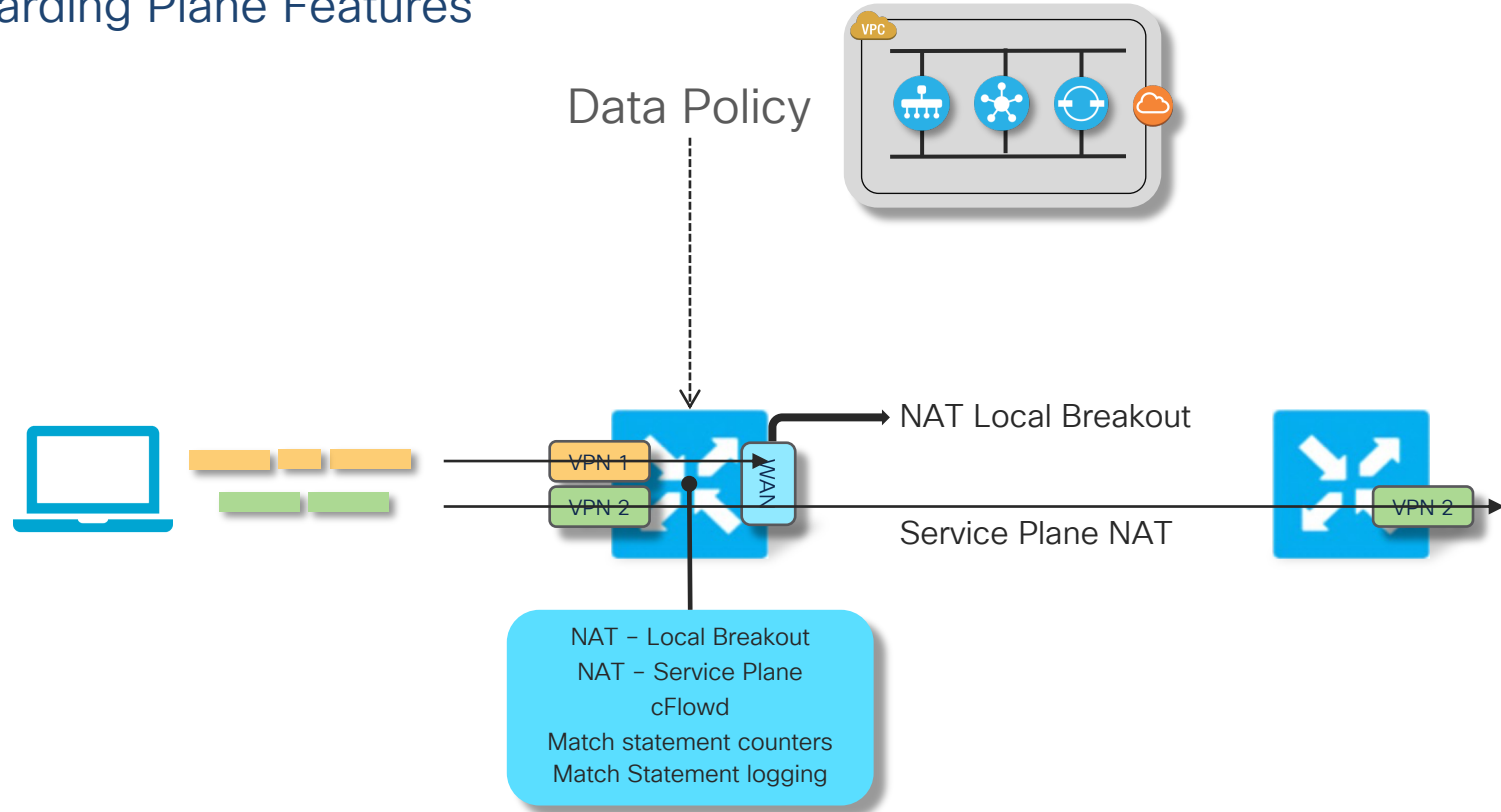 arding Plane Features
VPC
Data Policy
NAT Local Breakout
VPN 1
WAN
VPN 2
VPN 2
Service Plane NAT
NAT – Local Breakout
NAT – Service Plane
cFlowd
Match statement counters
Match Statement logging